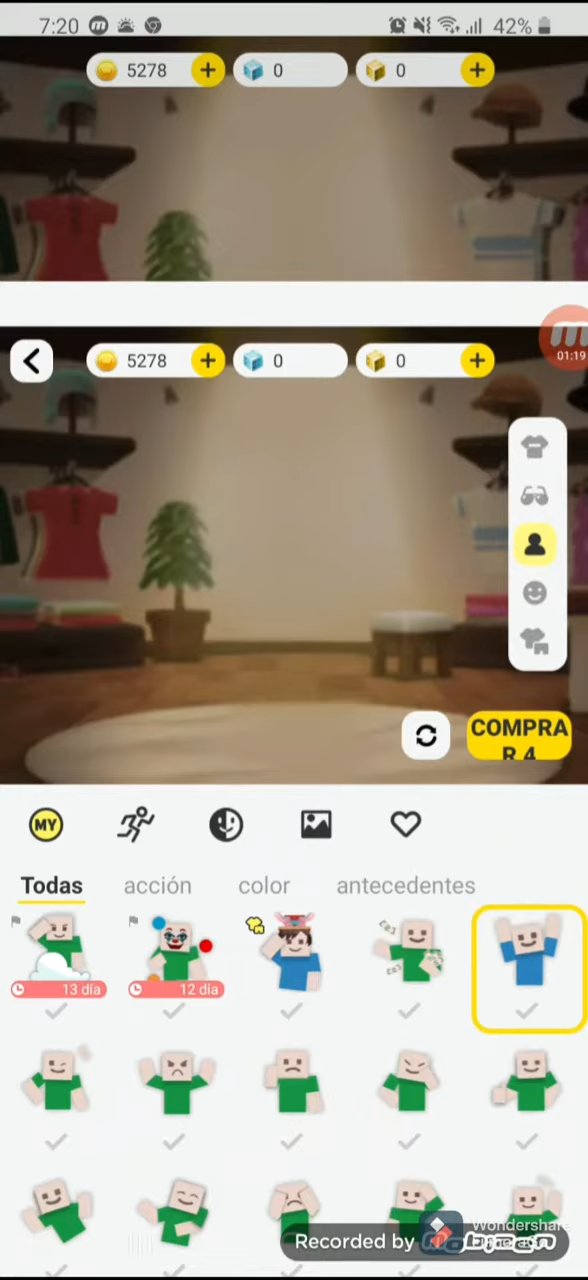 7:20 m 42%
5278 + 0 0 +
m
01:19
5278 + 0 0 +
COMPRA
R 4
MY
Todas acción color antecedentes
13 día 12 día
Wondershare
Recorded by